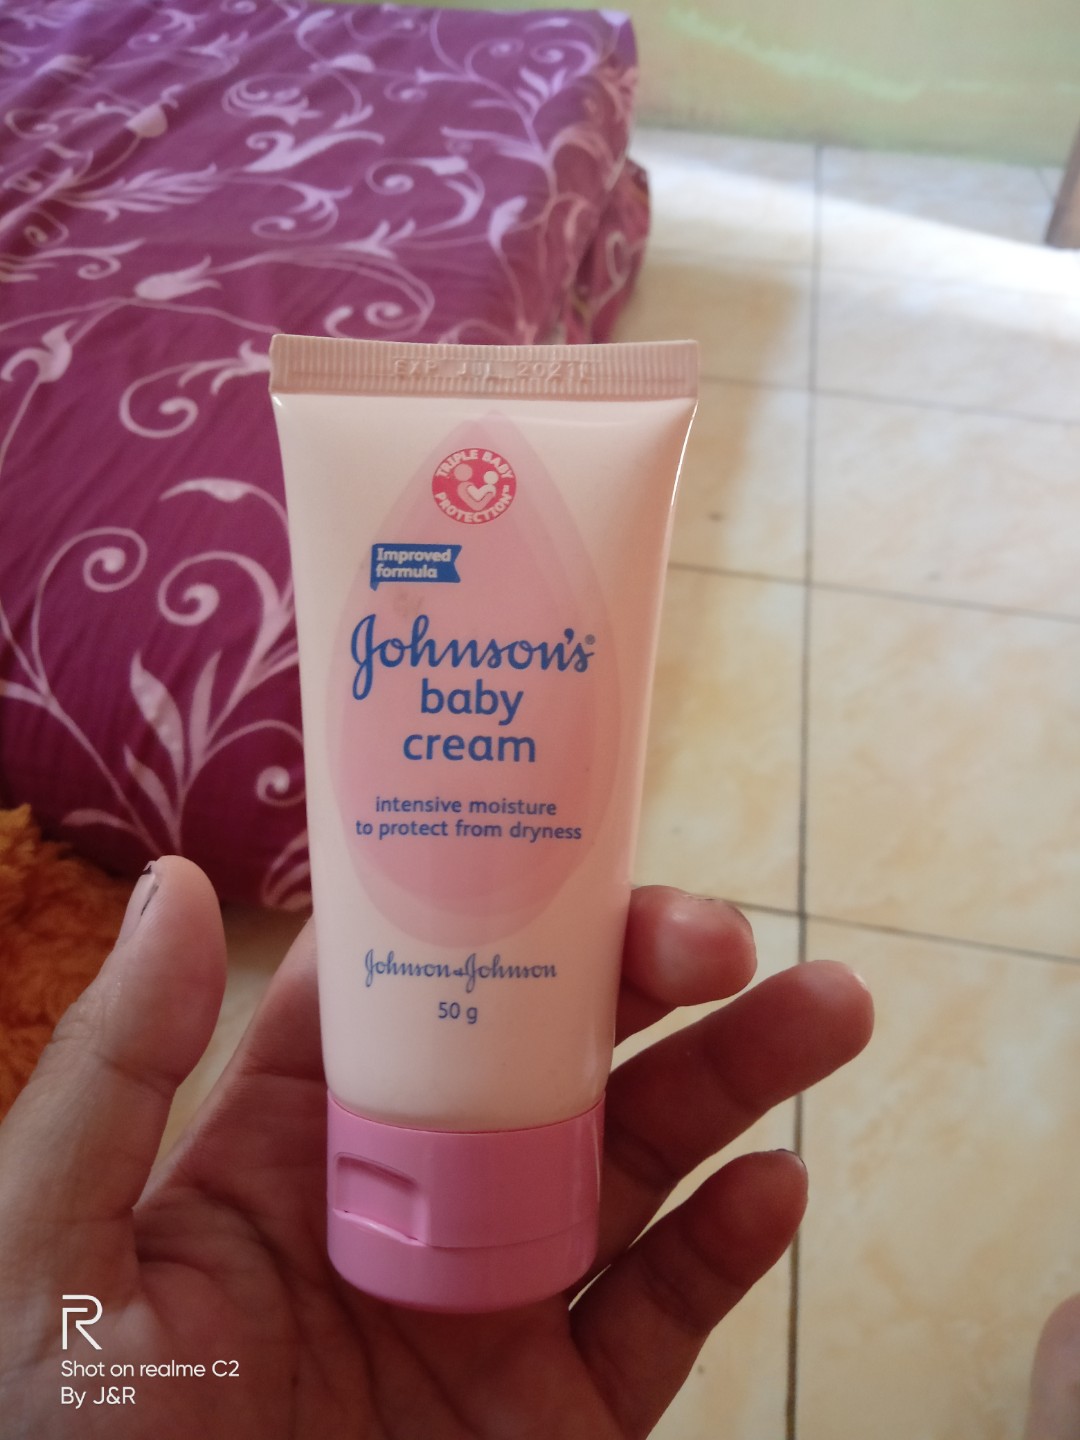 EXP JUL 2021
TRIPLE BABY
PROTECTION™
Improved
formula
Johnson's®
baby
cream
intensive moisture
to protect from dryness
Johnson & Johnson
50 g
R
Shot on realme C2
By J&R